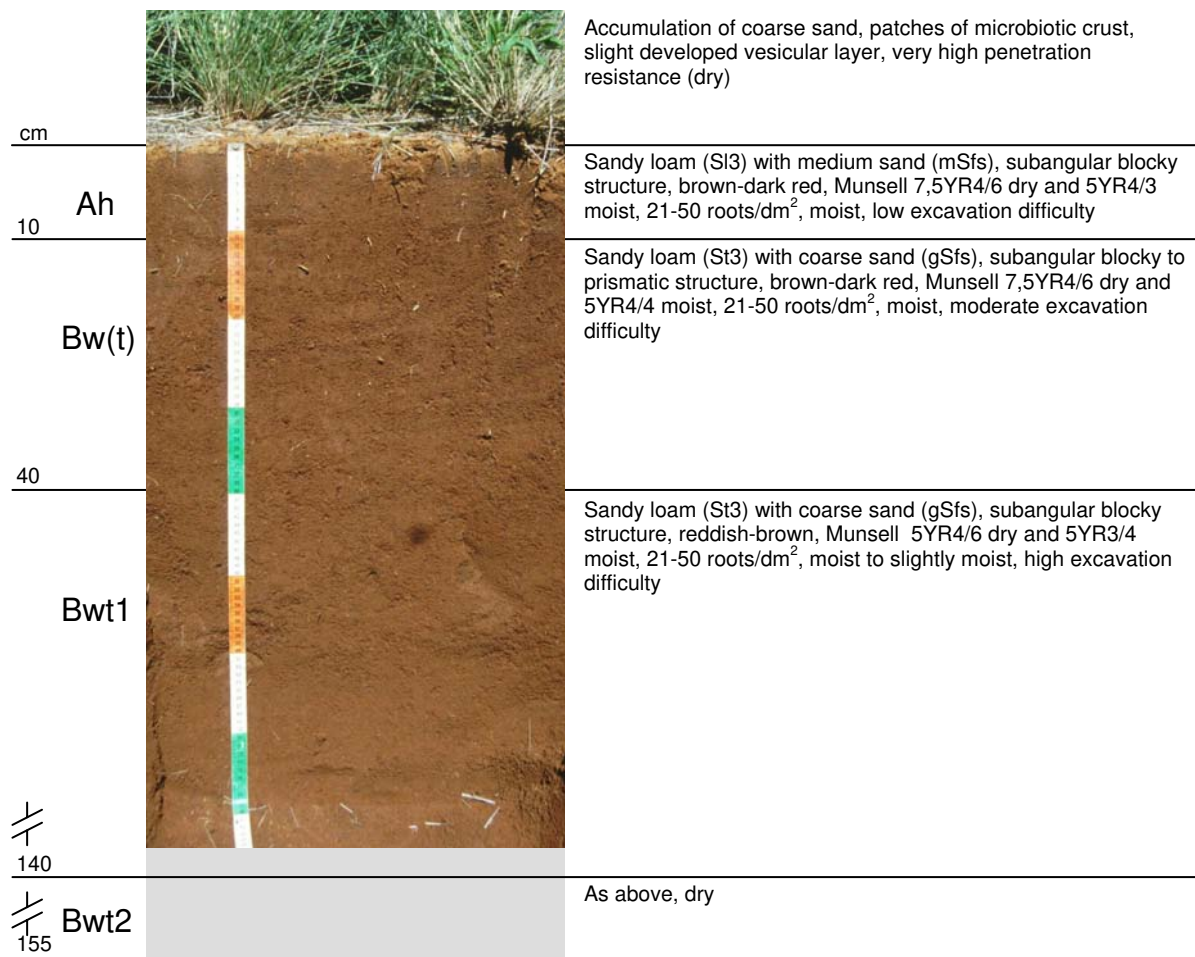 Accumulation of coarse sand, patches of microbiotic crust,
slight developed vesicular layer, very high penetration
resistance (dry)
cm
Ah
Sandy loam (Sl3) with medium sand (mSfs), subangular blocky
structure, brown-dark red, Munsell 7,5YR4/6 dry and 5YR4/3
moist, 21-50 roots/dm², moist, low excavation difficulty
10
Bw(t)
Sandy loam (St3) with coarse sand (gSfs), subangular blocky to
prismatic structure, brown-dark red, Munsell 7,5YR4/6 dry and
5YR4/4 moist, 21-50 roots/dm², moist, moderate excavation
difficulty
40
Bwt1
Sandy loam (St3) with coarse sand (gSfs), subangular blocky
structure, reddish-brown, Munsell 5YR4/6 dry and 5YR3/4
moist, 21-50 roots/dm², moist to slightly moist, high excavation
difficulty
140
Bwt2
As above, dry
155